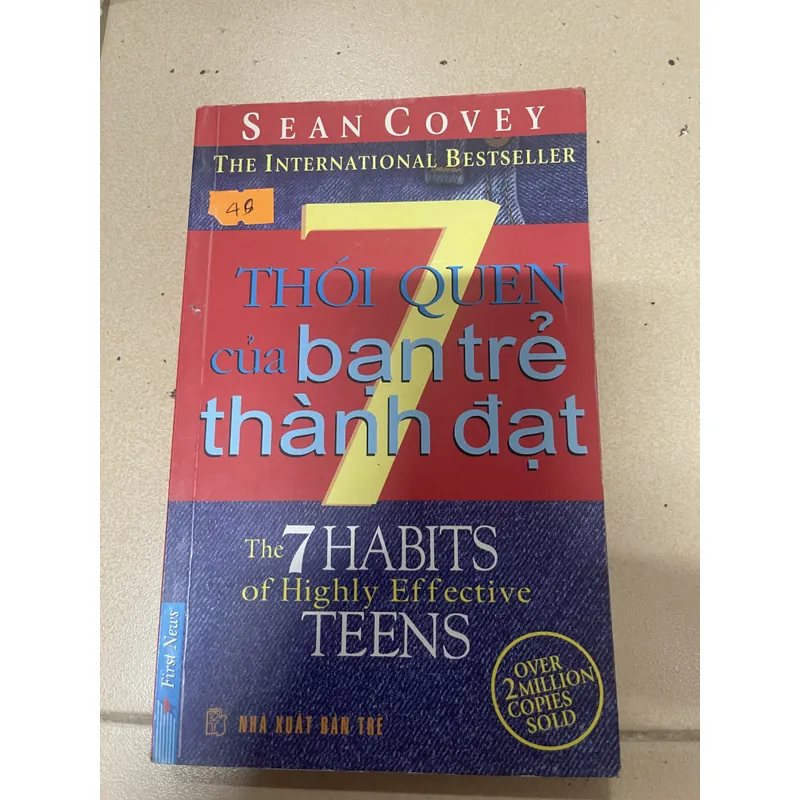 SEAN COVEY
THE INTERNATIONAL BESTSELLER
7
THÓI QUEN
của bạn trẻ
thành đạt
The 7 HABITS
of Highly Effective
TEENS
OVER
2 MILLION
COPIES
SOLD
First News
NHÀ XUẤT BẢN TRẺ